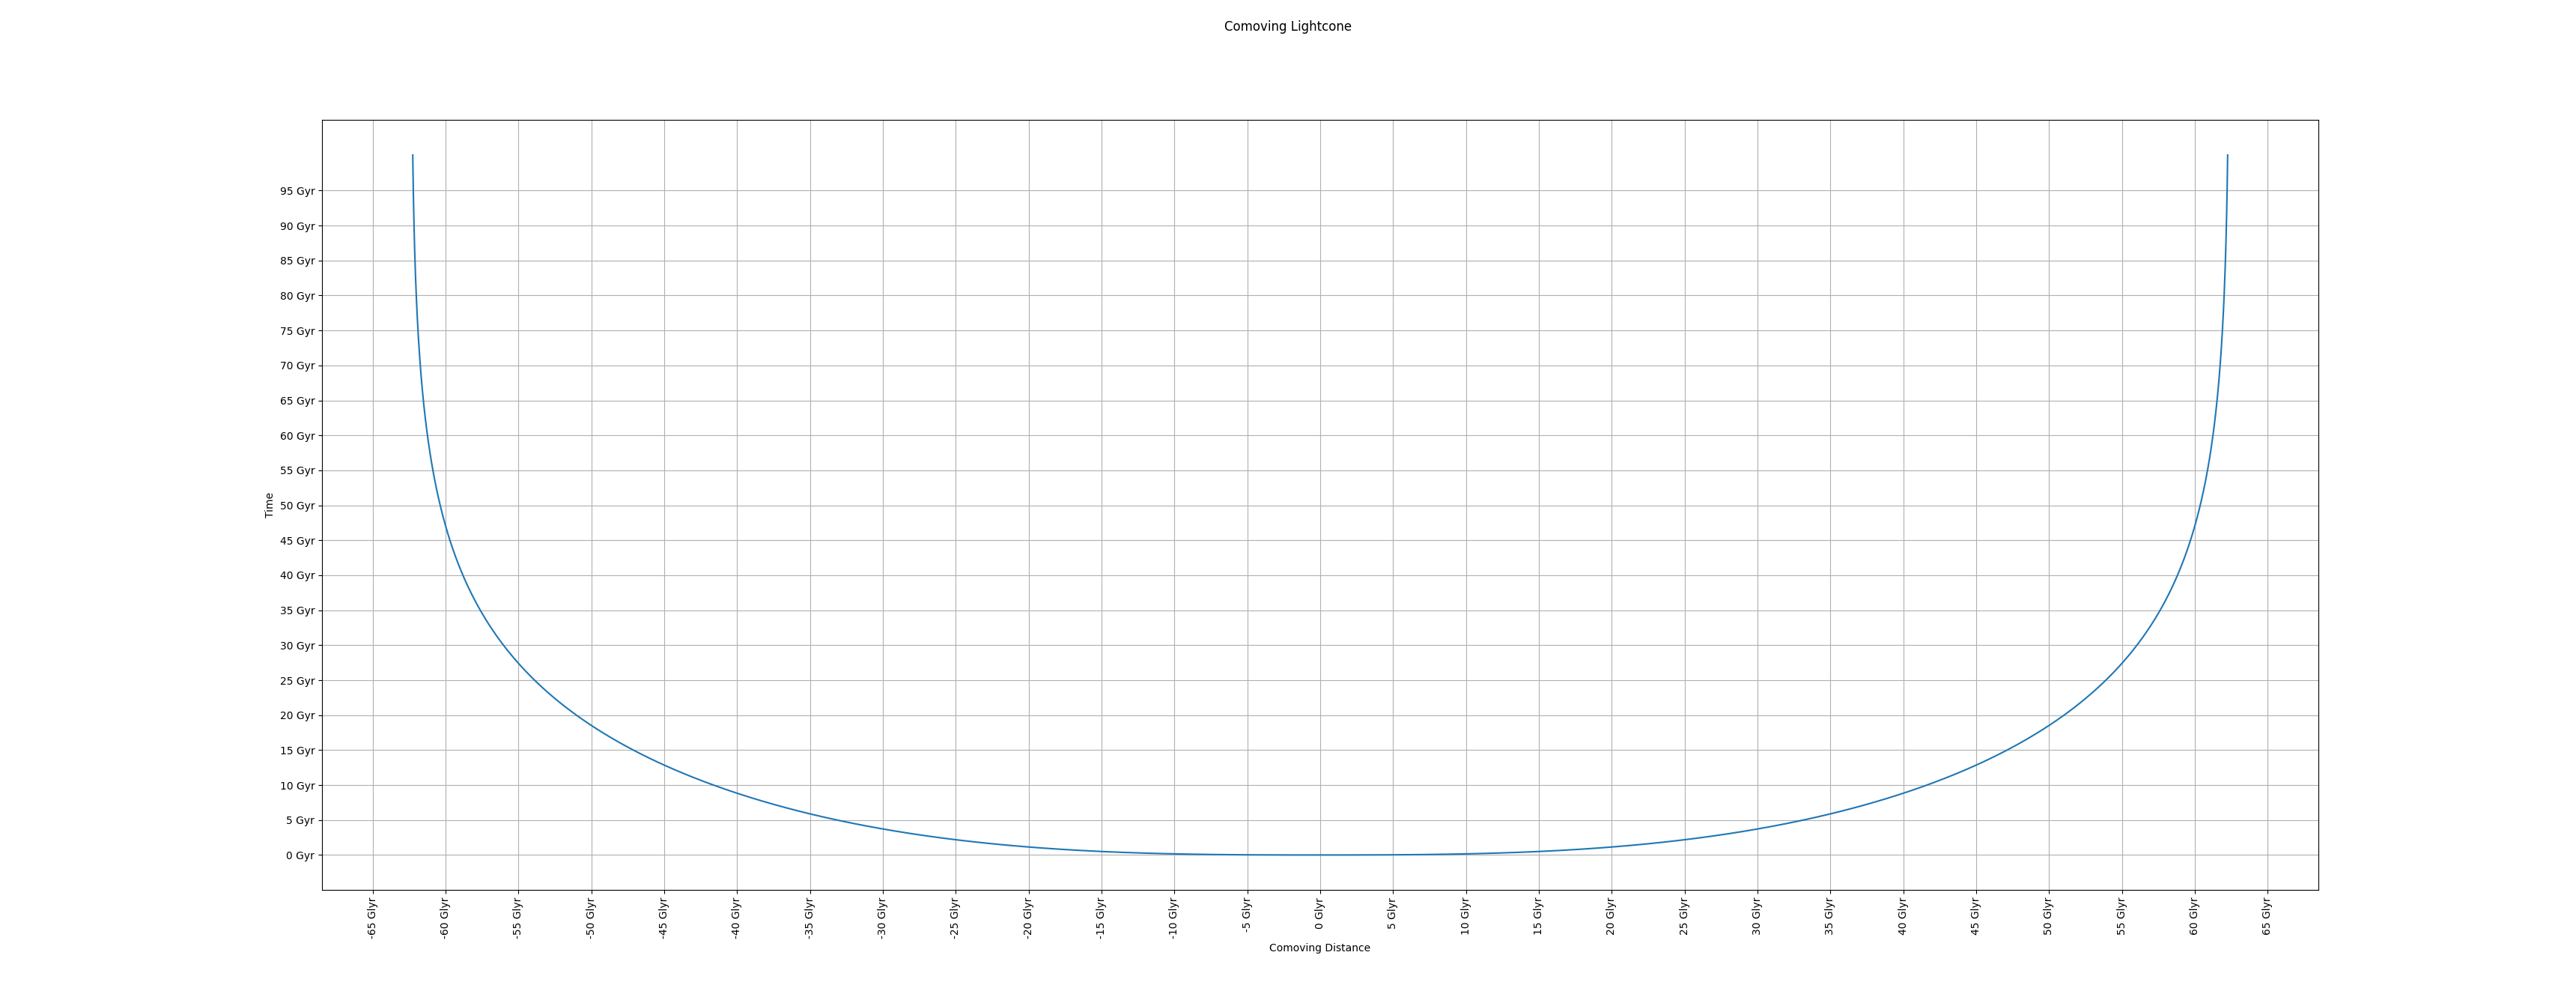 Comoving Lightcone
95 Gyr
90 Gyr
85 Gyr
80 Gyr
75 Gyr
70 Gyr
65 Gyr
60 Gyr
55 Gyr
50 Gyr
45 Gyr
40 Gyr
35 Gyr
30 Gyr
25 Gyr
20 Gyr
15 Gyr
10 Gyr
5 Gyr
0 Gyr
Time
-65 Glyr
-60 Glyr
-55 Glyr
-50 Glyr
-45 Glyr
-40 Glyr
-35 Glyr
-30 Glyr
-25 Glyr
-20 Glyr
-15 Glyr
-10 Glyr
-5 Glyr
0 Glyr
5 Glyr
10 Glyr
15 Glyr
20 Glyr
25 Glyr
30 Glyr
35 Glyr
40 Glyr
45 Glyr
50 Glyr
55 Glyr
60 Glyr
65 Glyr
Comoving Distance